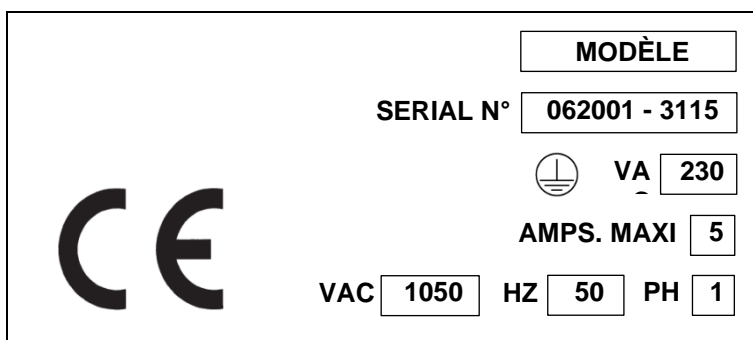 MODÈLE
SERIAL N° 062001 - 3115
VA 230
AMPS. MAXI 5
CE
VAC 1050 HZ 50 PH 1